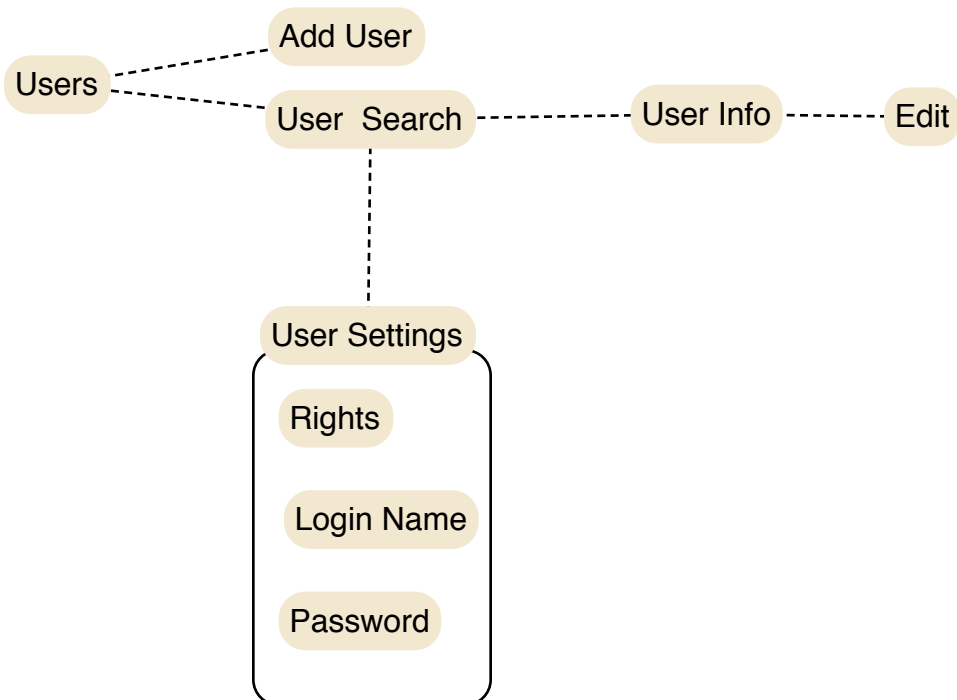 Add User
Users
User  Search
User Info
Edit
User Settings
Rights
Login Name
Password